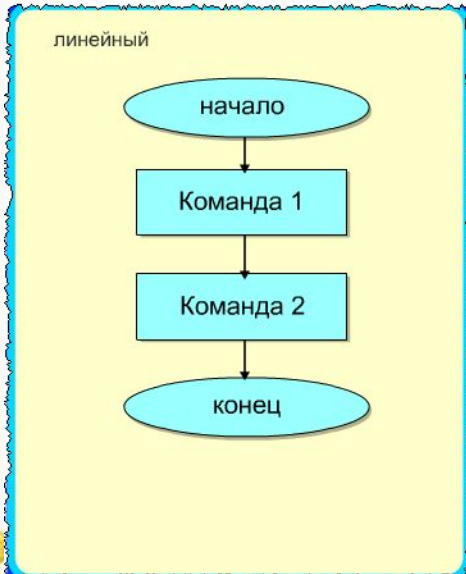 линейный
начало
Команда 1
Команда 2
конец